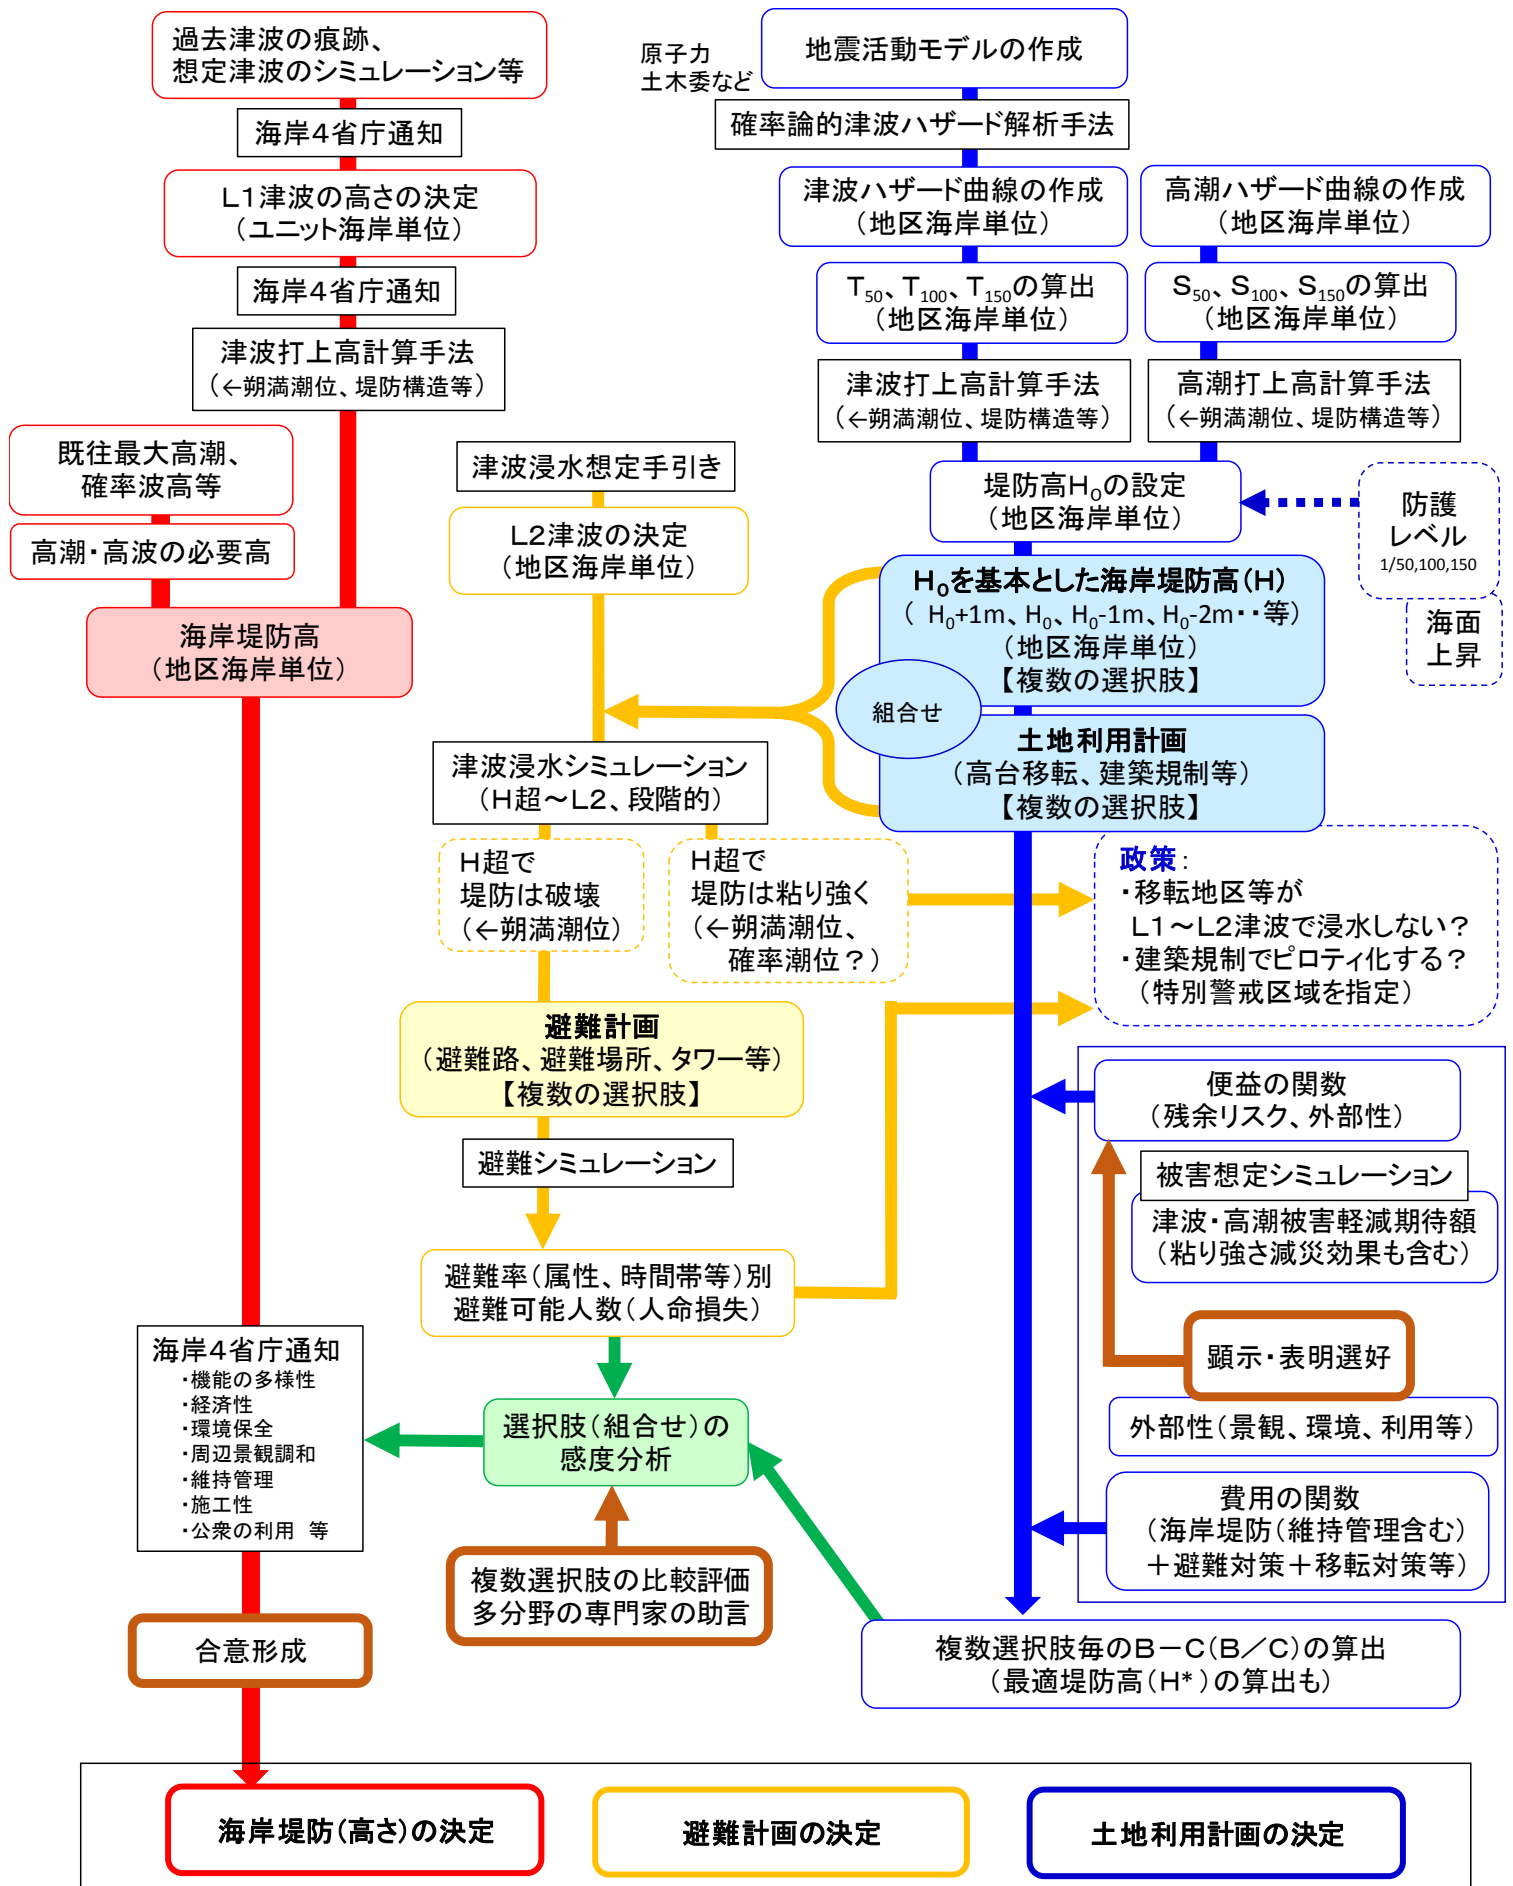 過去津波の痕跡、
想定津波のシミュレーション等
海岸４省庁通知
Ｌ１津波の高さの決定
（ユニット海岸単位）
海岸４省庁通知
津波打上高計算手法
（←朔満潮位、堤防構造等）
既往最大高潮、
確率波高等
高潮・高波の必要高
海岸堤防高
（地区海岸単位）
原子力
土木委など
地震活動モデルの作成
確率論的津波ハザード解析手法
津波ハザード曲線の作成
（地区海岸単位）
高潮ハザード曲線の作成
（地区海岸単位）
Ｔ50、Ｔ100、Ｔ150の算出
（地区海岸単位）
Ｓ50、Ｓ100、Ｓ150の算出
（地区海岸単位）
津波打上高計算手法
（←朔満潮位、堤防構造等）
高潮打上高計算手法
（←朔満潮位、堤防構造等）
堤防高Ｈ0の設定
（地区海岸単位）
防護
レベル
1/50,100,150
海面
上昇
津波浸水想定手引き
Ｌ２津波の決定
（地区海岸単位）
Ｈ0を基本とした海岸堤防高（Ｈ）
（ H0+1m、H0、H0-1m、H0-2m・・等）
（地区海岸単位）
【複数の選択肢】
組合せ
土地利用計画
（高台移転、建築規制等）
【複数の選択肢】
津波浸水シミュレーション
（Ｈ超～Ｌ２、段階的）
Ｈ超で
堤防は破壊
（←朔満潮位）
Ｈ超で
堤防は粘り強く
（←朔満潮位、
確率潮位？）
政策：
・移転地区等が
Ｌ１～Ｌ２津波で浸水しない？
・建築規制でピロティ化する？
（特別警戒区域を指定）
避難計画
（避難路、避難場所、タワー等）
【複数の選択肢】
避難シミュレーション
避難率（属性、時間帯等）別
避難可能人数（人命損失）
便益の関数
（残余リスク、外部性）
被害想定シミュレーション
津波・高潮被害軽減期待額
（粘り強さ減災効果も含む）
顕示・表明選好
外部性（景観、環境、利用等）
費用の関数
（海岸堤防（維持管理含む）
＋避難対策＋移転対策等）
海岸４省庁通知
・機能の多様性
・経済性
・環境保全
・周辺景観調和
・維持管理
・施工性
・公衆の利用　等
選択肢（組合せ）の
感度分析
複数選択肢の比較評価
多分野の専門家の助言
合意形成
複数選択肢毎のＢ－Ｃ（Ｂ／Ｃ）の算出
（最適堤防高（H*）の算出も）
海岸堤防（高さ）の決定
避難計画の決定
土地利用計画の決定